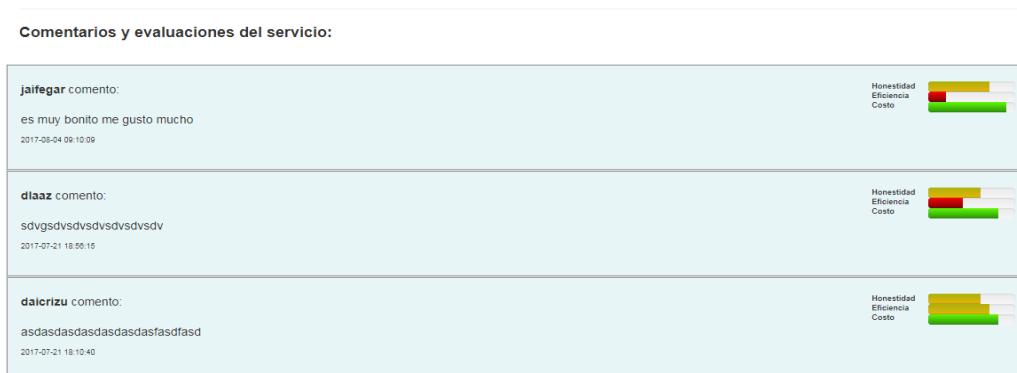 Comentarios y evaluaciones del servicio:
jaifegar comento:
Honestidad
Eficiencia
Costo
es muy bonito me gusto mucho
2017-08-04 09:10:09
dlaaz comento:
Honestidad
Eficiencia
Costo
sdvgsdvsdvsdvsdvsdvsdv
2017-07-21 18:56:15
daicrizu comento:
Honestidad
Eficiencia
Costo
asdasdasdasdasdasdasfasdfasd
2017-07-21 18:10:40